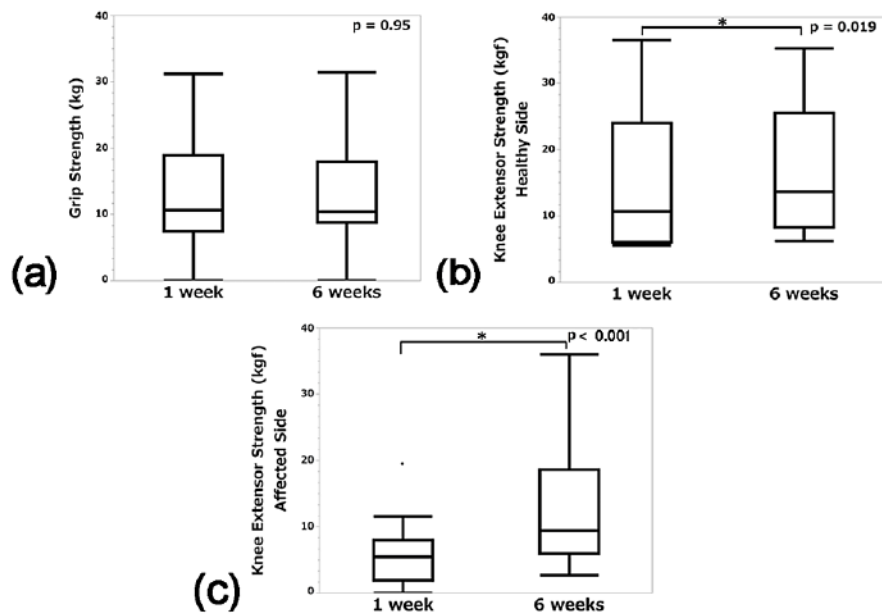 40
30
20
10
0
Grip Strength (kg)
p = 0.95
1 week
6 weeks
(a)
40
30
20
10
0
Knee Extensor Strength (kgf)
Healthy Side
*
p = 0.019
1 week
6 weeks
(b)
40
30
20
10
0
Knee Extensor Strength (kgf)
Affected Side
*
p < 0.001
1 week
6 weeks
(c)